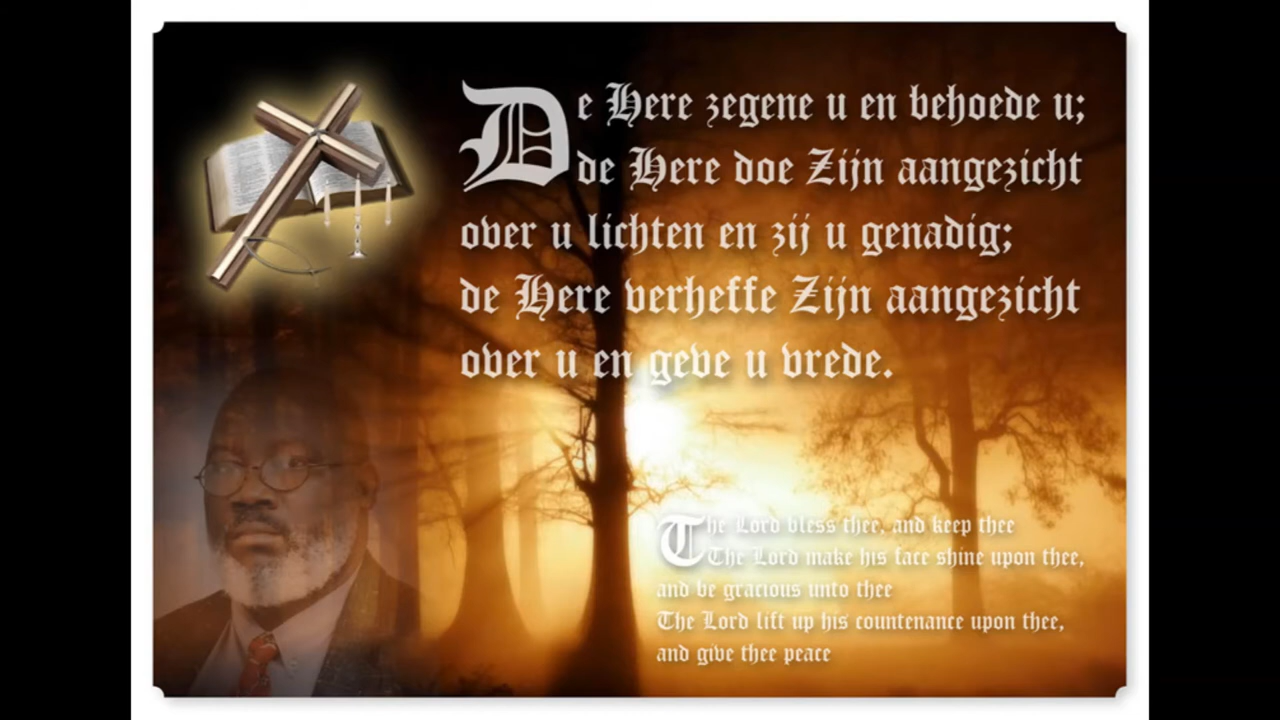 De Here zegene u en behoede u;
de Here doe Zijn aangezicht
over u lichten en zij u genadig;
de Here verheffe Zijn aangezicht
over u en geve u vrede.
The Lord bless thee, and keep thee
The Lord make his face shine upon thee,
and be gracious unto thee
The Lord lift up his countenance upon thee,
and give thee peace